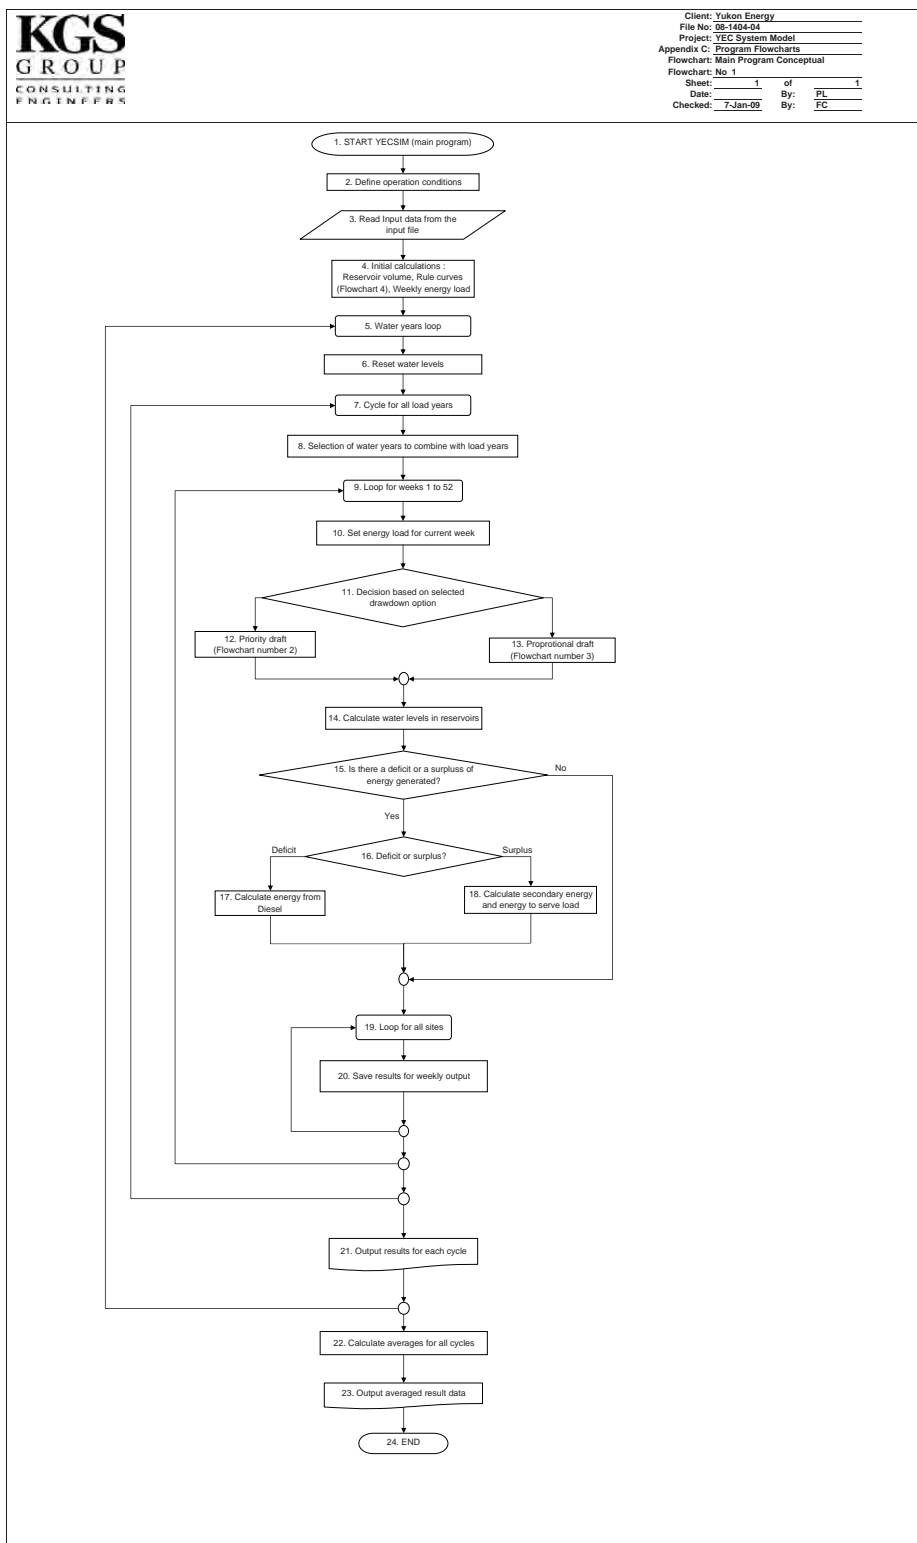 KGS
GROUP
CONSULTING
ENGINEERS
Client: Yukon Energy
File No: 08-1404-04
Project: YEC System Model
Appendix C: Program Flowcharts
Flowchart: Main Program Conceptual
Flowchart: No 1
Sheet: 1 of 1
Date: By: PL
Checked: 7-Jan-09 By: FC
1. START YECSIM (main program)
2. Define operation conditions
3. Read Input data from the
input file
4. Initial calculations :
Reservoir volume, Rule curves
(Flowchart 4), Weekly energy load
5. Water years loop
6. Reset water levels
7. Cycle for all load years
8. Selection of water years to combine with load years
9. Loop for weeks 1 to 52
10. Set energy load for current week
11. Decision based on selected
drawdown option
12. Priority draft
(Flowchart number 2)
13. Proprotional draft
(Flowchart number 3)
14. Calculate water levels in reservoirs
15. Is there a deficit or a surpluss of
energy generated?
No
Yes
Deficit
16. Deficit or surplus?
Surplus
17. Calculate energy from
Diesel
18. Calculate secondary energy
and energy to serve load
19. Loop for all sites
20. Save results for weekly output
21. Output results for each cycle
22. Calculate averages for all cycles
23. Output averaged result data
24. END